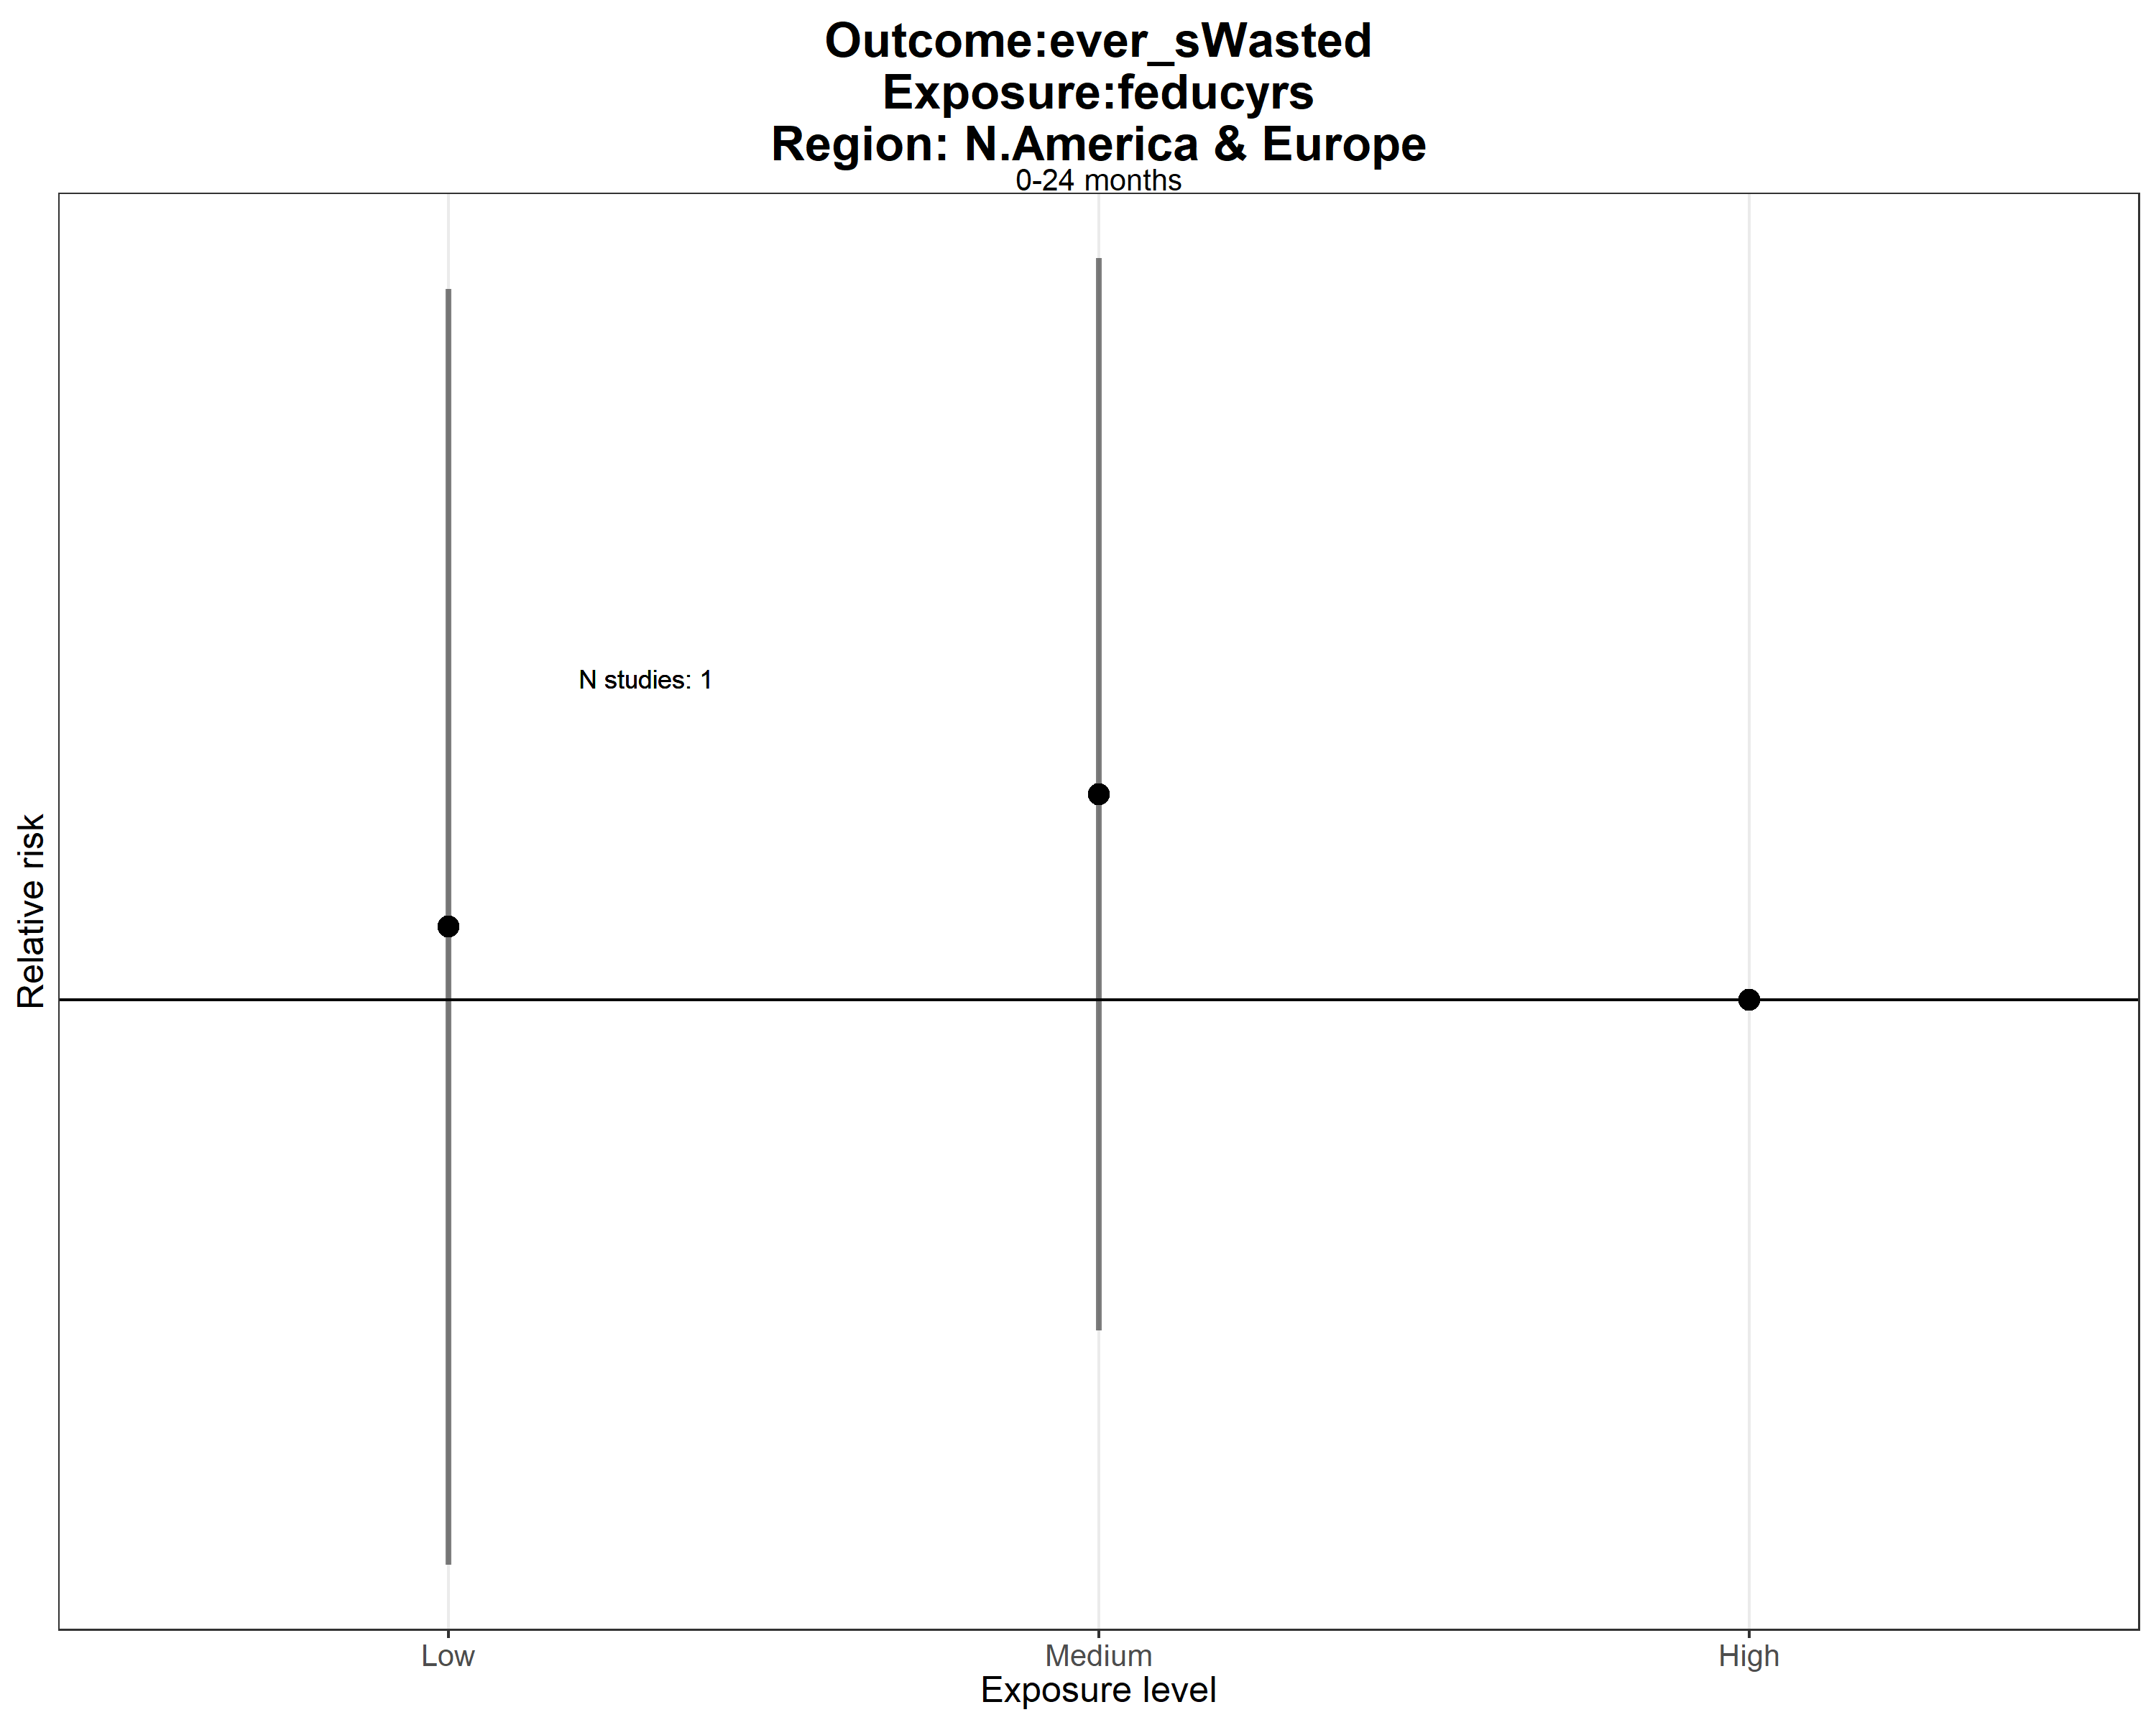 Outcome:ever_sWasted
Exposure:feducyrs
Region: N.America & Europe
0-24 months
N studies: 1
Relative risk
Low
Medium
High
Exposure level